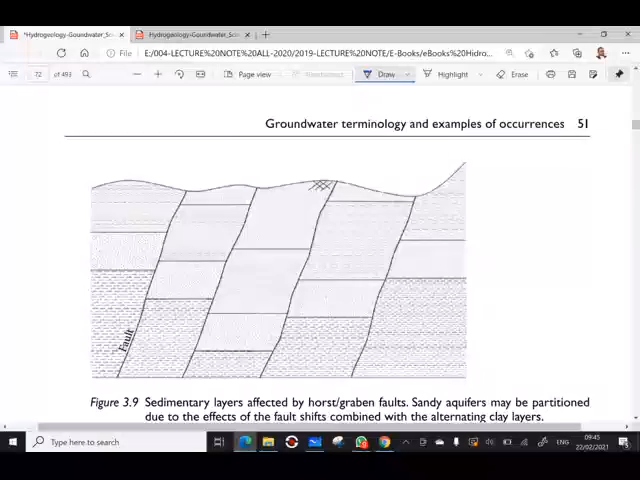 *Hydrogeology-Groundwater_Scie
Hydrogeology-Groundwater_Scie
File
E:/004-LECTURE%20NOTE%20ALL-2020/2019-LECTURE%20NOTE/E-Books/eBooks%20Hidro...
72 of 493
Page view
Draw
Highlight
Erase
Groundwater terminology and examples of occurrences 51
Fault
Figure 3.9 Sedimentary layers affected by horst/graben faults. Sandy aquifers may be partitioned
due to the effects of the fault shifts combined with the alternating clay layers.
Type here to search
ENG
09:45
22/02/2021